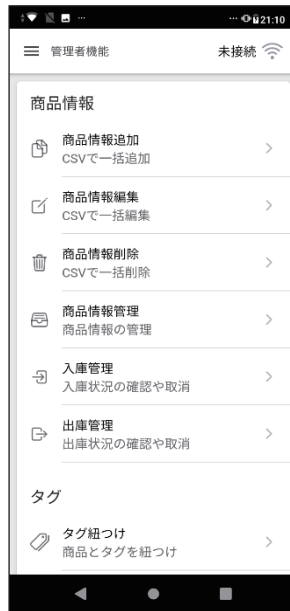 21:10
管理者機能
未接続
商品情報
商品情報追加
CSVで一括追加
商品情報編集
CSVで一括編集
商品情報削除
CSVで一括削除
商品情報管理
商品情報の管理
入庫管理
入庫状況の確認や取消
出庫管理
出庫状況の確認や取消
タグ
タグ紐つけ
商品とタグを紐つけ